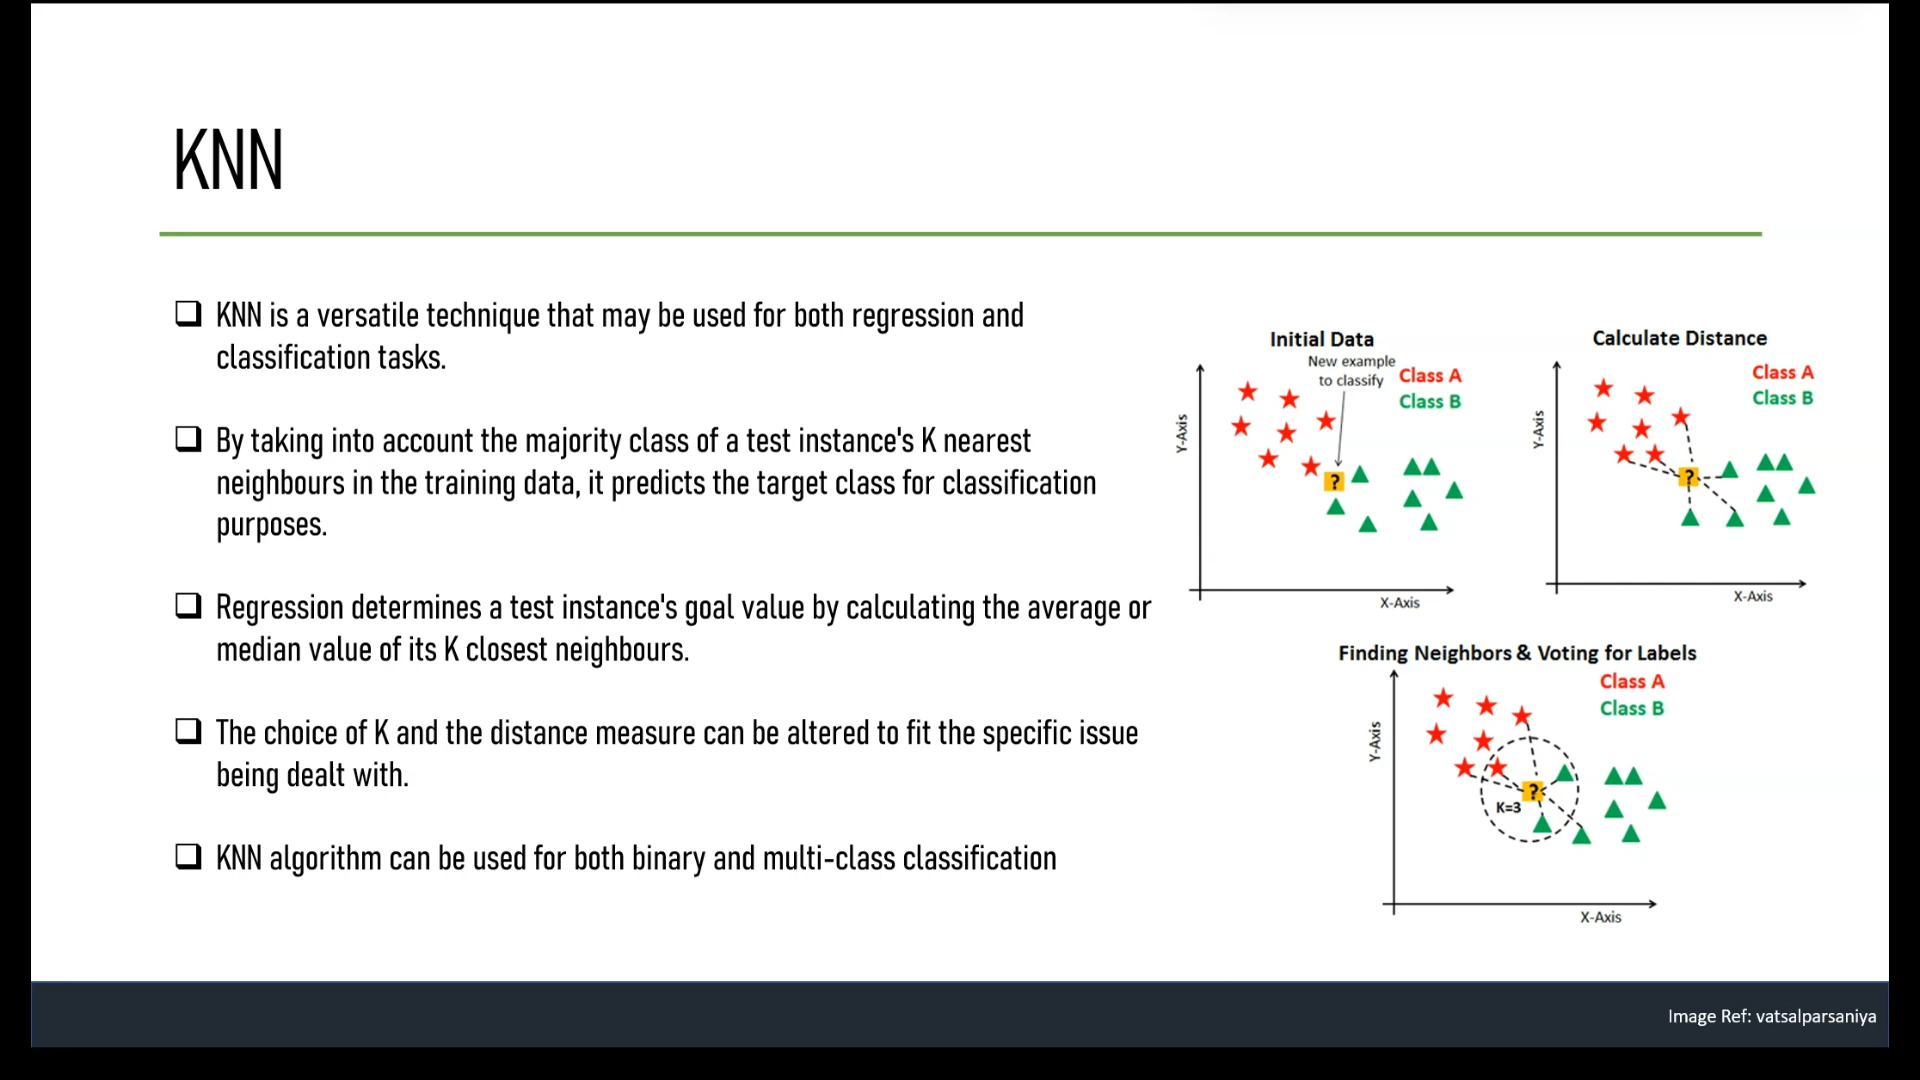 KNN
❑ KNN is a versatile technique that may be used for both regression and
classification tasks.
❑ By taking into account the majority class of a test instance's K nearest
neighbours in the training data, it predicts the target class for classification
purposes.
❑ Regression determines a test instance's goal value by calculating the average or
median value of its K closest neighbours.
❑ The choice of K and the distance measure can be altered to fit the specific issue
being dealt with.
❑ KNN algorithm can be used for both binary and multi-class classification
Initial Data
New example
to classify
Class A
Class B
Y-Axis
?
X-Axis
Calculate Distance
Class A
Class B
Y-Axis
?
X-Axis
Finding Neighbors & Voting for Labels
Class A
Class B
Y-Axis
?
K=3
X-Axis
Image Ref: vatsalparsaniya